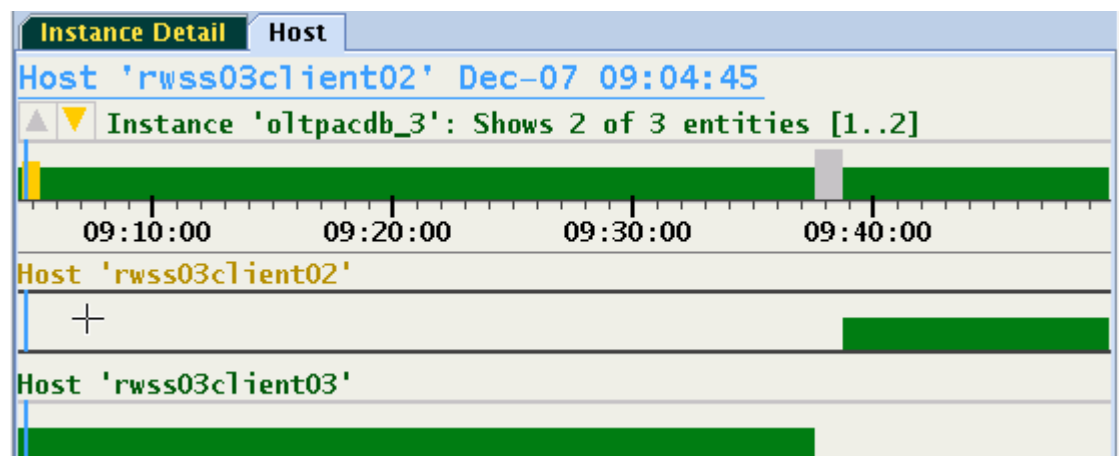 Instance Detail Host
Host 'rwss03client02' Dec-07 09:04:45
Instance 'oltpacdb_3': Shows 2 of 3 entities [1..2]
09:10:00 09:20:00 09:30:00 09:40:00
Host 'rwss03client02'
Host 'rwss03client03'